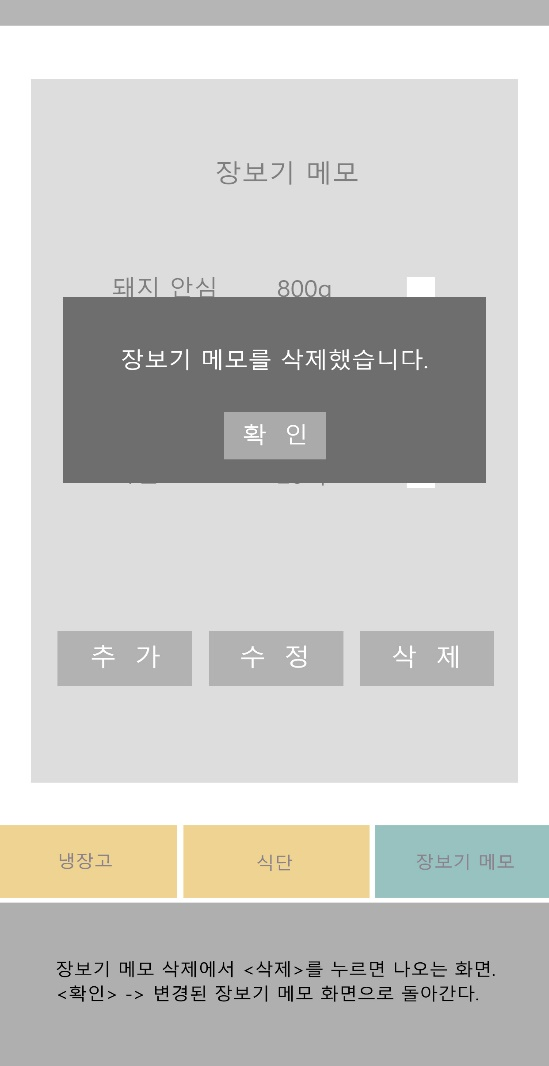 장보기 메모
돼지 안심 800g
장보기 메모를 삭제했습니다.
확 인
추 가 수 정 삭 제
냉장고 식단 장보기 메모
장보기 메모 삭제에서 <삭제>를 누르면 나오는 화면.
<확인> -> 변경된 장보기 메모 화면으로 돌아간다.